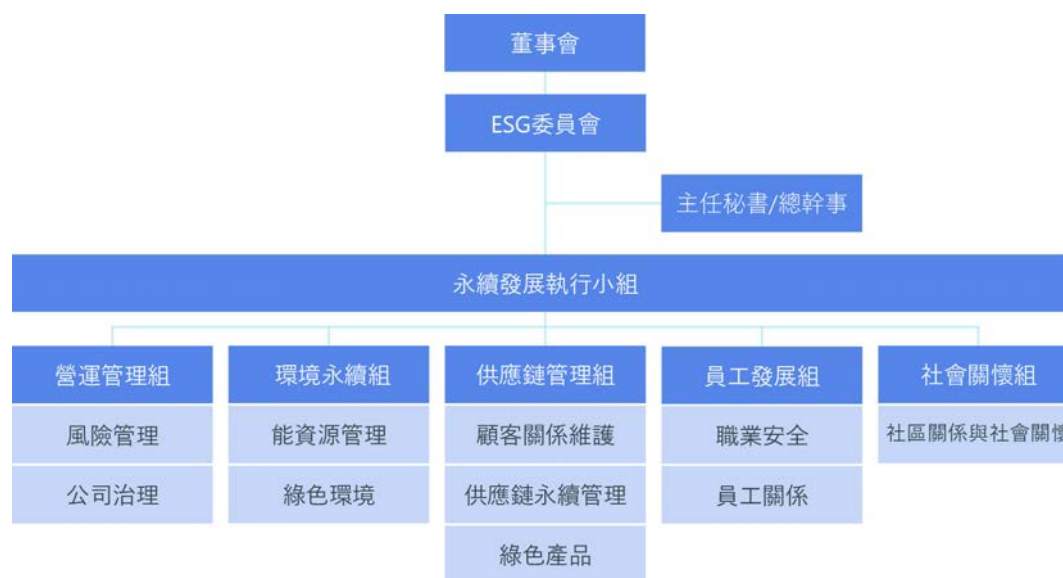 董事會
ESG委員會
主任秘書/總幹事
永續發展執行小組
營運管理組
環境永續組
供應鏈管理組
員工發展組
社會關懷組
風險管理
能資源管理
顧客關係維護
職業安全
社區關係與社會關懷
公司治理
綠色環境
供應鏈永續管理
員工關係
綠色產品